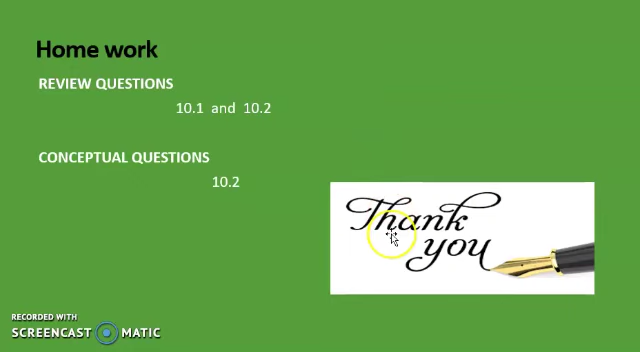 Home work
REVIEW QUESTIONS
10.1 and 10.2
CONCEPTUAL QUESTIONS
10.2
Thank
you
RECORDED WITH
SCREENCAST MATIC